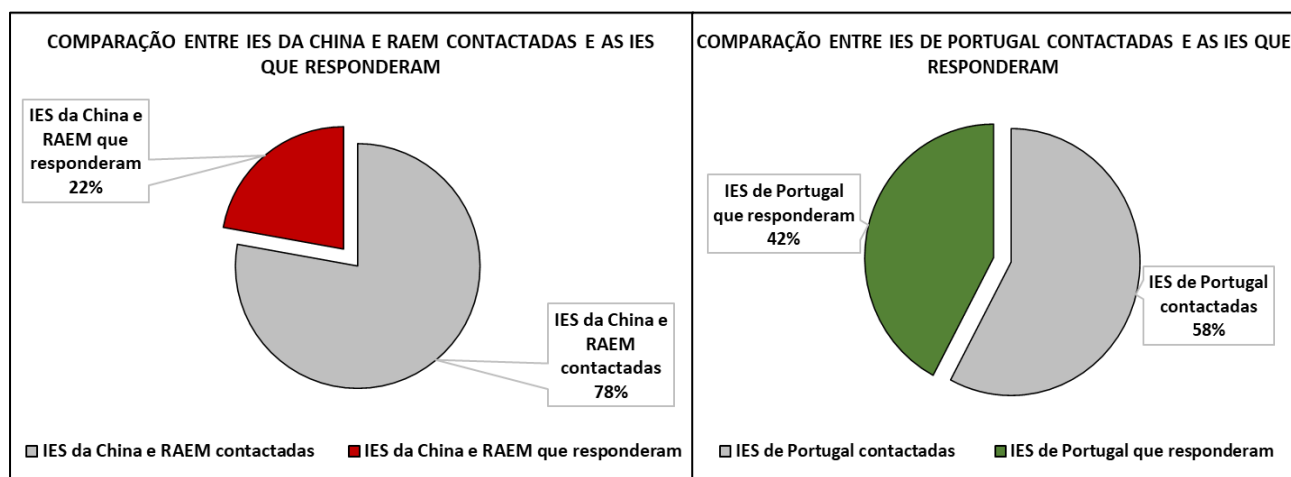 COMPARAÇÃO ENTRE IES DA CHINA E RAEM CONTACTADAS E AS IES
QUE RESPONDERAM
IES da China e
RAEM que
responderam
22%
IES da China e
RAEM
contactadas
78%
IES da China e RAEM contactadas
IES da China e RAEM que responderam
COMPARAÇÃO ENTRE IES DE PORTUGAL CONTACTADAS E AS IES QUE
RESPONDERAM
IES de Portugal
que responderam
42%
IES de Portugal
contactadas
58%
IES de Portugal contactadas
IES de Portugal que responderam